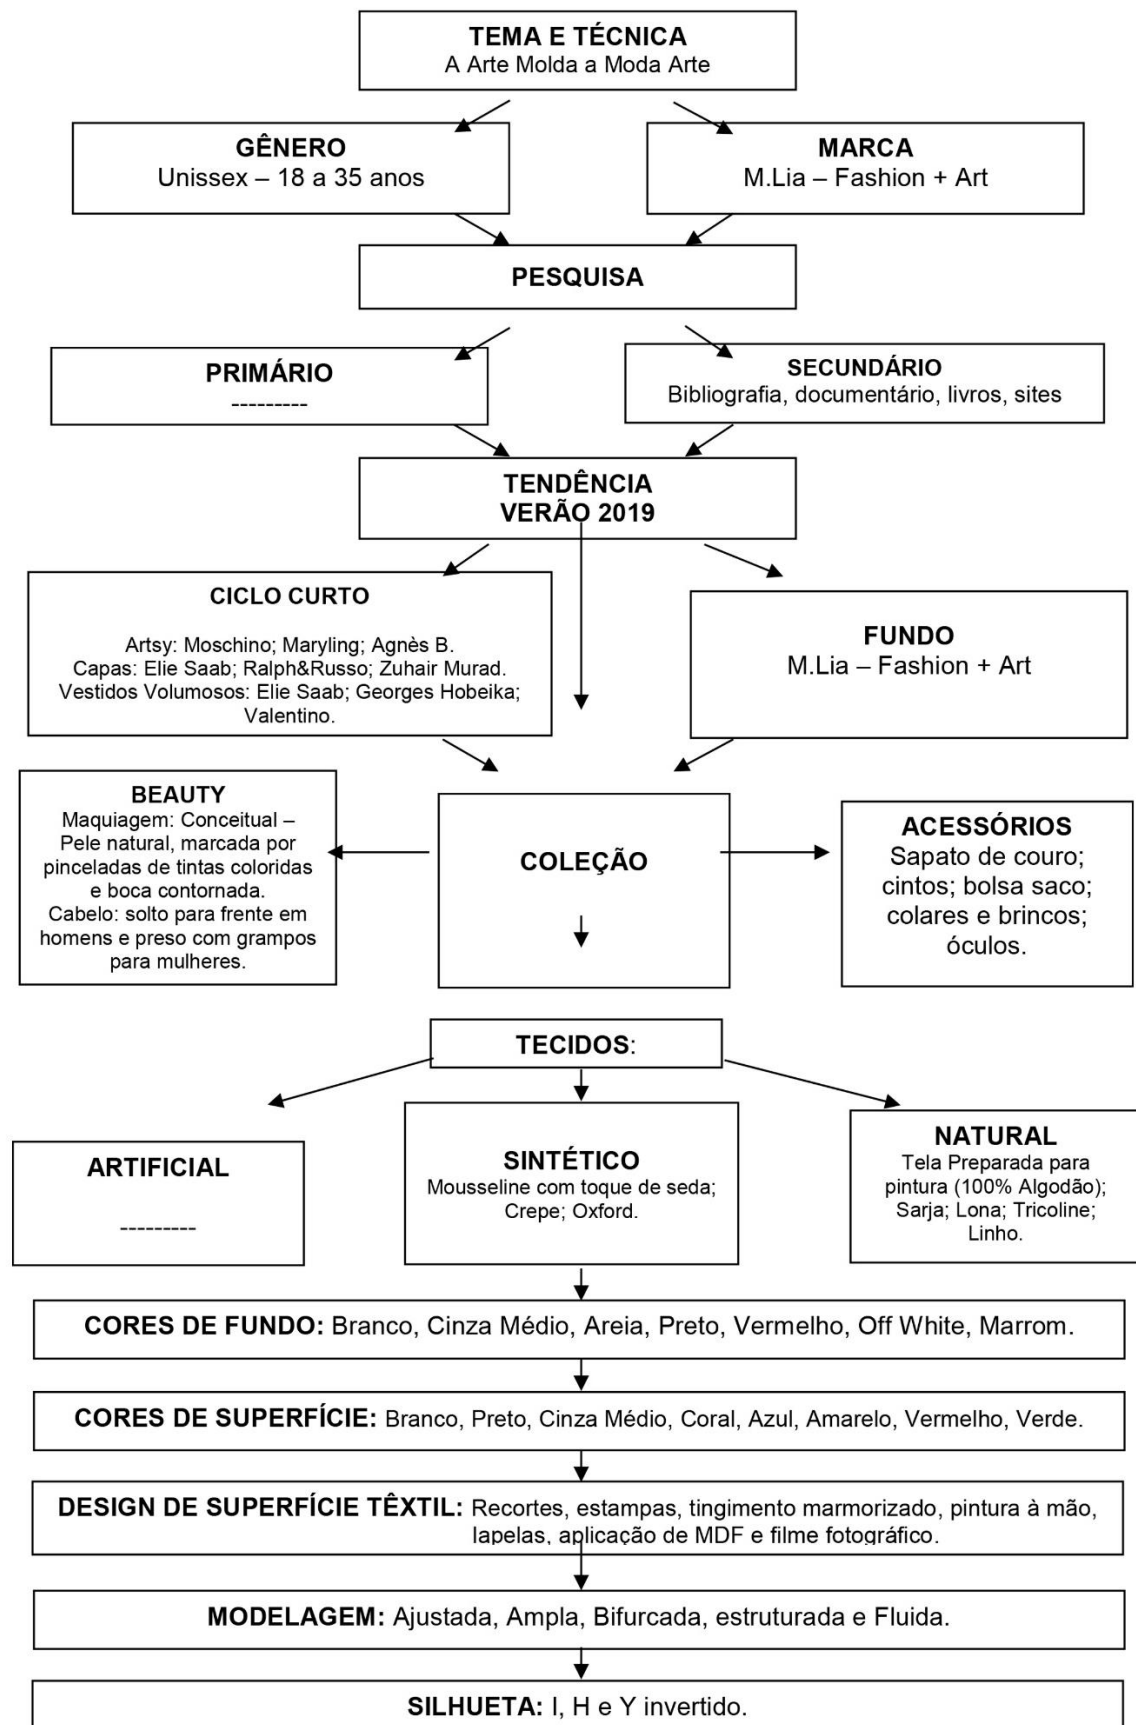 TEMA E TÉCNICA
A Arte Molda a Moda Arte
GÊNERO
Unissex – 18 a 35 anos
MARCA
M.Lia – Fashion + Art
PESQUISA
PRIMÁRIO
---------
SECUNDÁRIO
Bibliografia, documentário, livros, sites
TENDÊNCIA
VERÃO 2019
CICLO CURTO
Artsy: Moschino; Maryling; Agnès B.
Capas: Elie Saab; Ralph&Russo; Zuhair Murad.
Vestidos Volumosos: Elie Saab; Georges Hobeika;
Valentino.
FUNDO
M.Lia – Fashion + Art
BEAUTY
Maquiagem: Conceitual –
Pele natural, marcada por
pinceladas de tintas coloridas
e boca contornada.
Cabelo: solto para frente em
homens e preso com grampos
para mulheres.
COLEÇÃO
ACESSÓRIOS
Sapato de couro;
cintos; bolsa saco;
colares e brincos;
óculos.
TECIDOS:
ARTIFICIAL
---------
SINTÉTICO
Mousseline com toque de seda;
Crepe; Oxford.
NATURAL
Tela Preparada para
pintura (100% Algodão);
Sarja; Lona; Tricoline;
Linho.
CORES DE FUNDO: Branco, Cinza Médio, Areia, Preto, Vermelho, Off White, Marrom.
CORES DE SUPERFÍCIE: Branco, Preto, Cinza Médio, Coral, Azul, Amarelo, Vermelho, Verde.
DESIGN DE SUPERFÍCIE TÊXTIL: Recortes, estampas, tingimento marmorizado, pintura à mão,
lapelas, aplicação de MDF e filme fotográfico.
MODELAGEM: Ajustada, Ampla, Bifurcada, estruturada e Fluida.
SILHUETA: I, H e Y invertido.